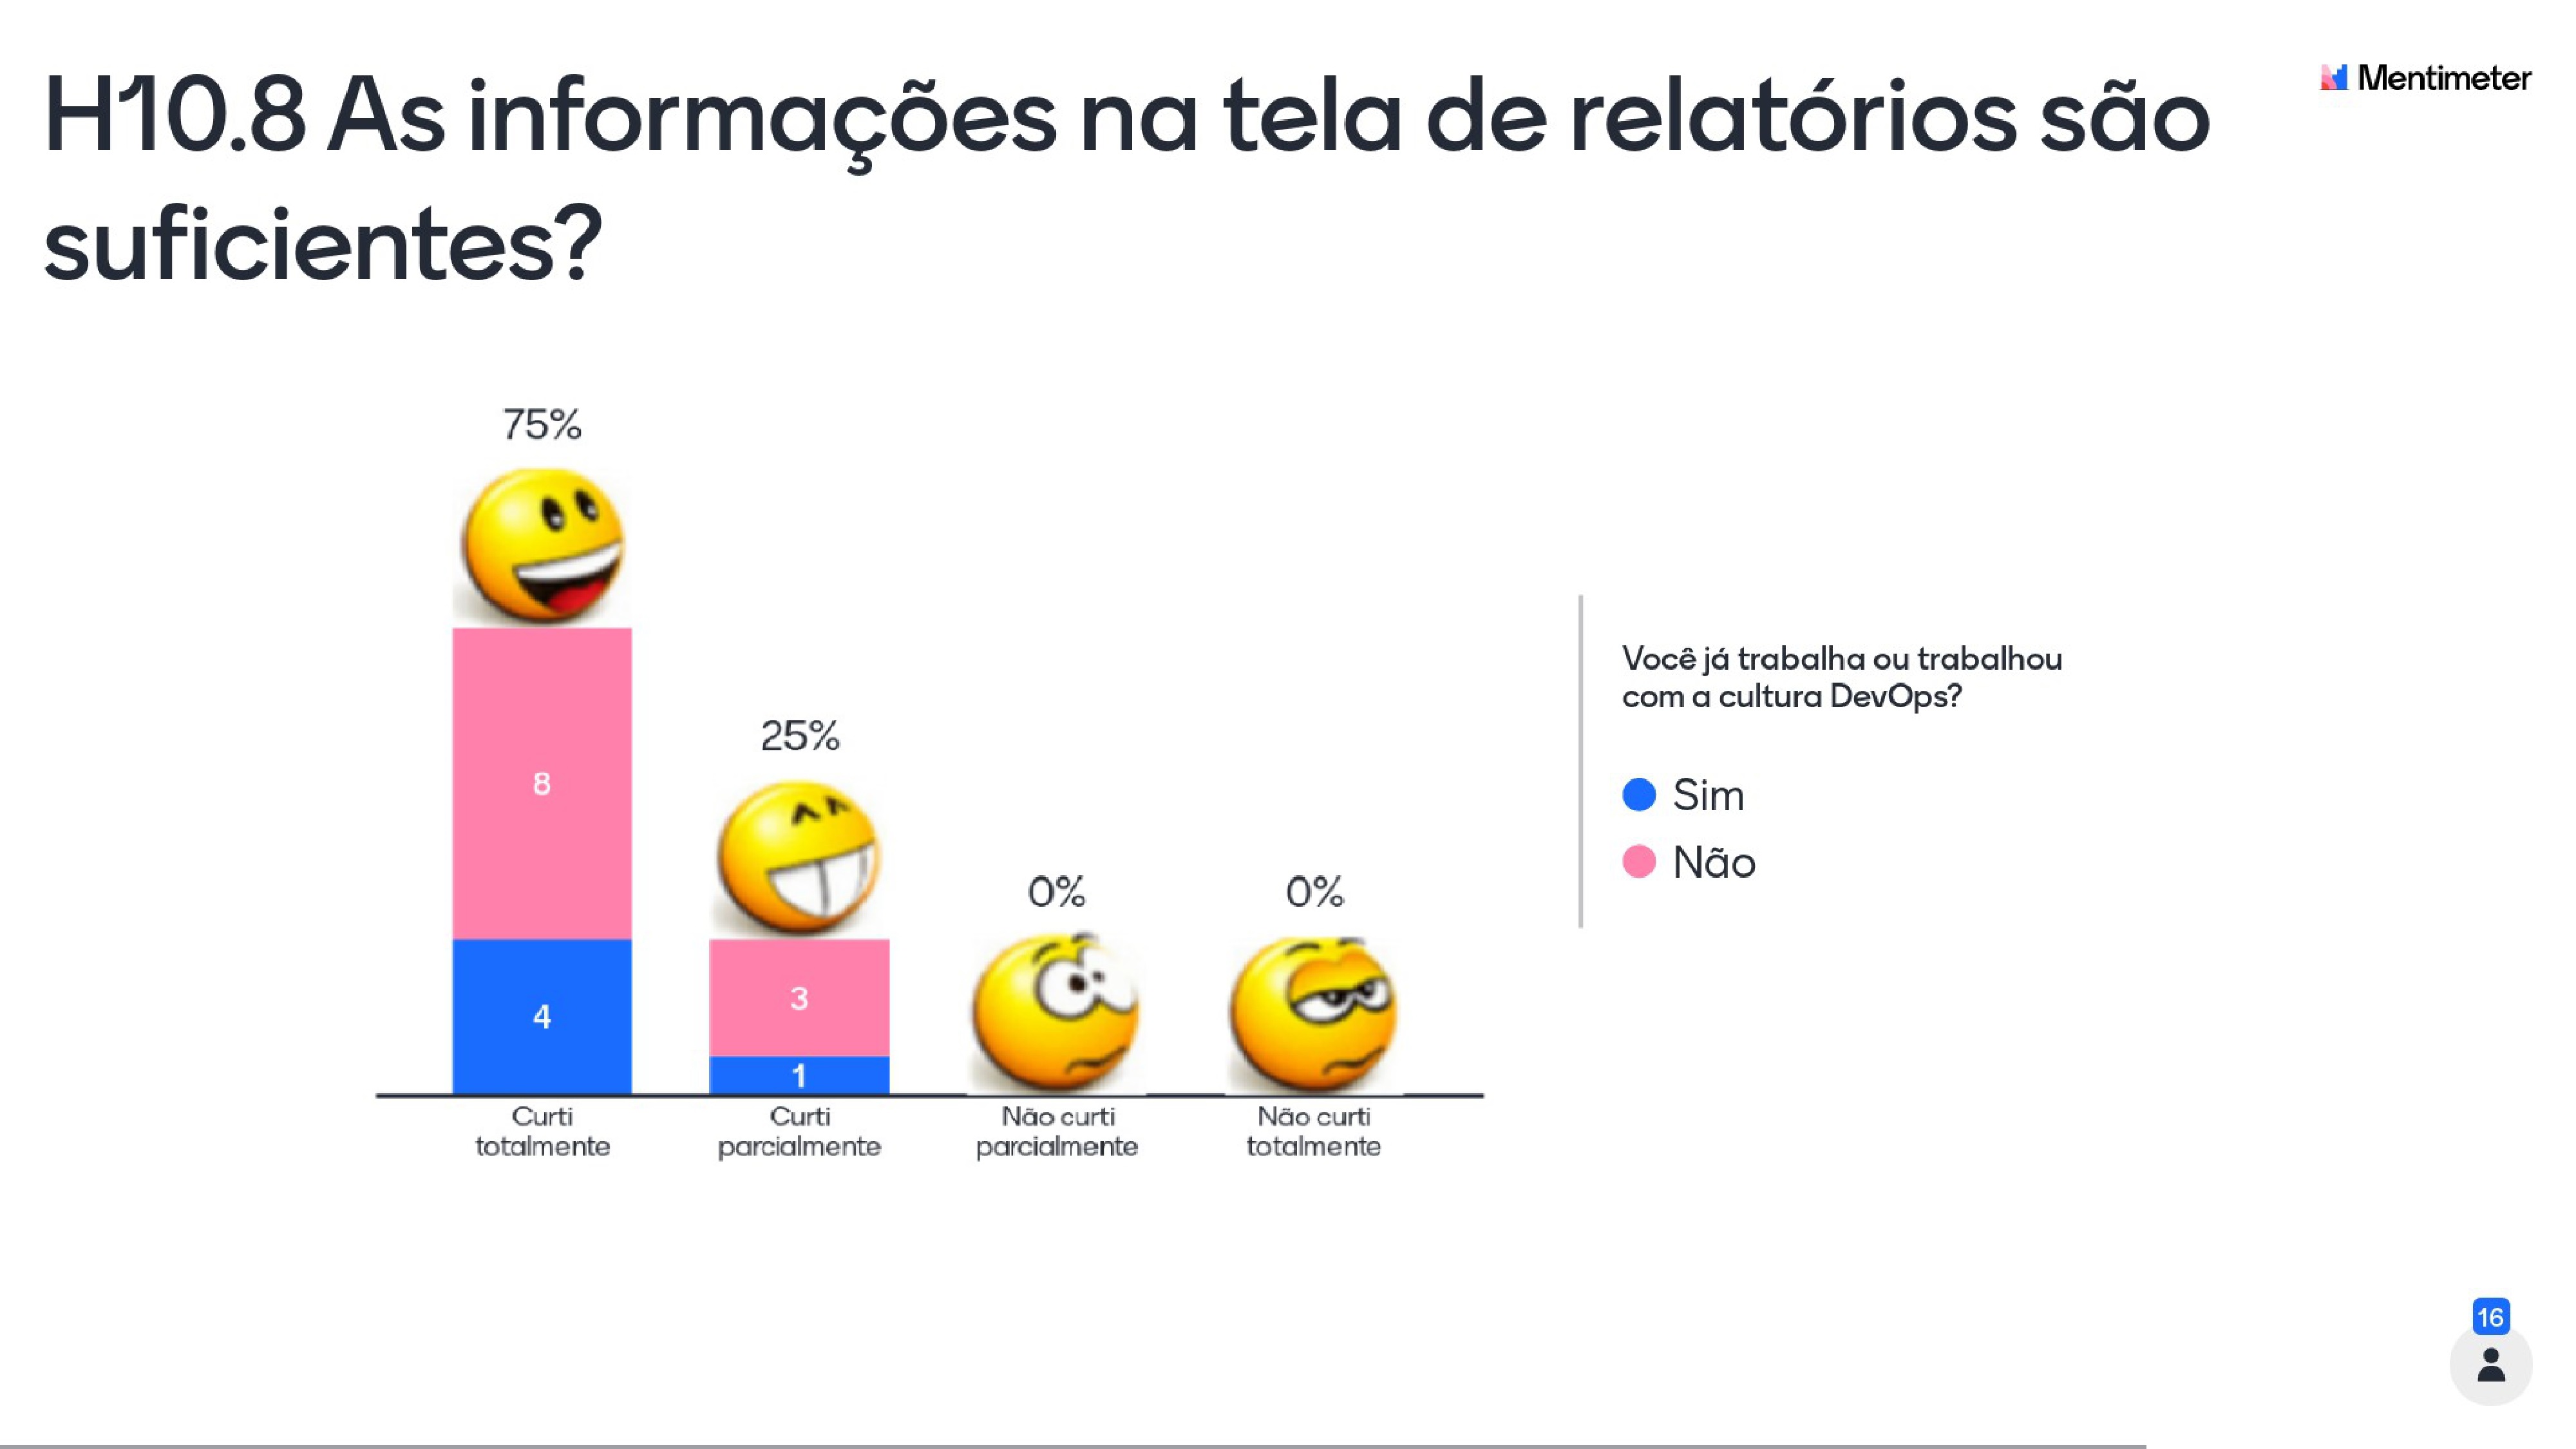 H10.8 As informações na tela de relatórios são
suficientes?
Mentimeter
75%
8
4
Curti
totalmente
25%
3
1
Curti
parcialmente
0%
Não curti
parcialmente
0%
Não curti
totalmente
Você já trabalha ou trabalhou
com a cultura DevOps?
Sim
Não
16